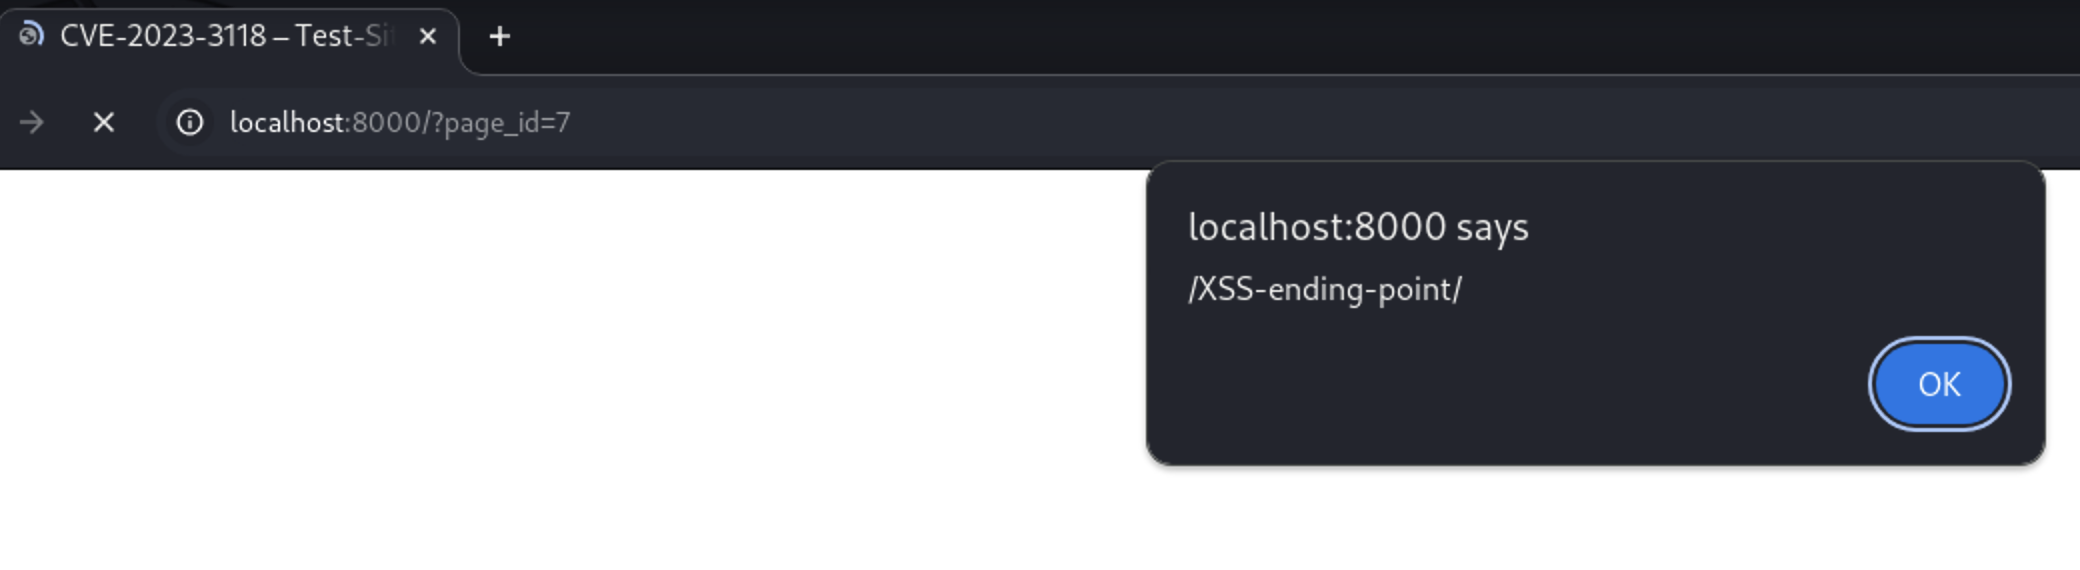 CVE-2023-3118 – Test-Si
localhost:8000/?page_id=7
localhost:8000 says
/XSS-ending-point/
OK